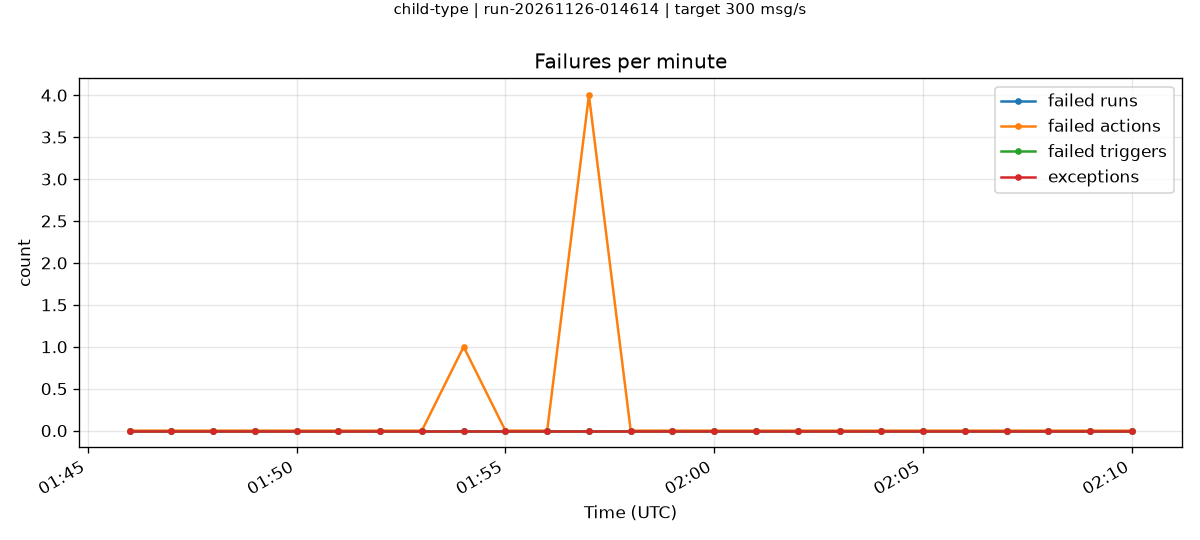 child-type | run-20261126-014614 | target 300 msg/s
Failures per minute
failed runs
failed actions
failed triggers
exceptions
count
4.0
3.5
3.0
2.5
2.0
1.5
1.0
0.5
0.0
01:45
01:50
01:55
02:00
02:05
02:10
Time (UTC)